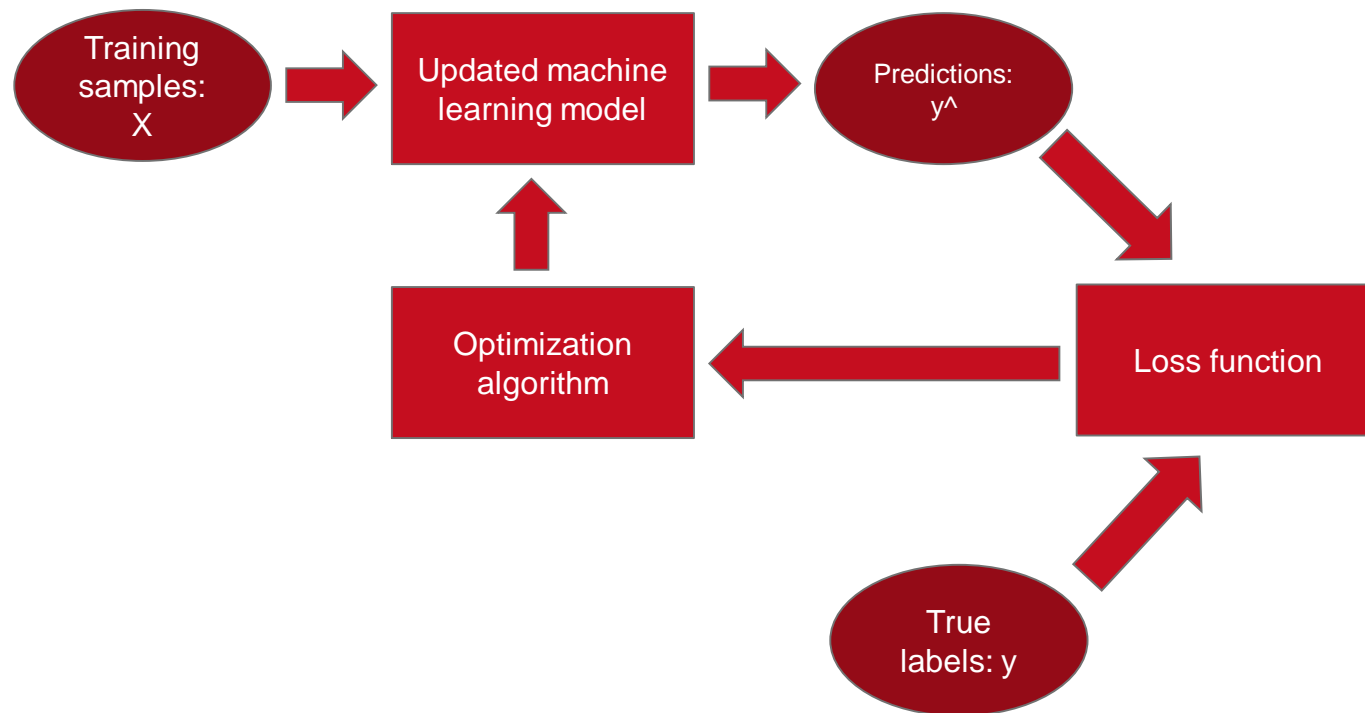 Training
samples:
X
Updated machine
learning model
Predictions:
y^
Optimization
algorithm
Loss function
True
labels: y